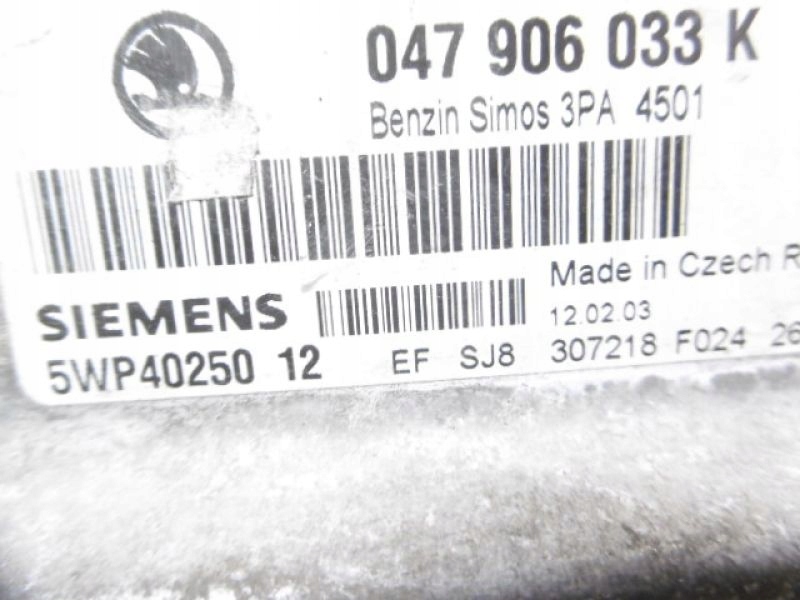 047 906 033 K
Benzin Simos 3PA 4501
Made in Czech
SIEMENS
12.02.03
5WP40250 12 EF SJ8 307218 F024 26